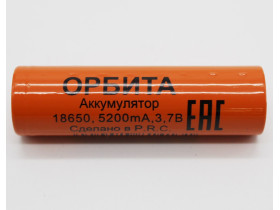 ОРБИТА
Аккумулятор
18650, 5200mA,3,7В
Сделано в P.R.C.
EAC